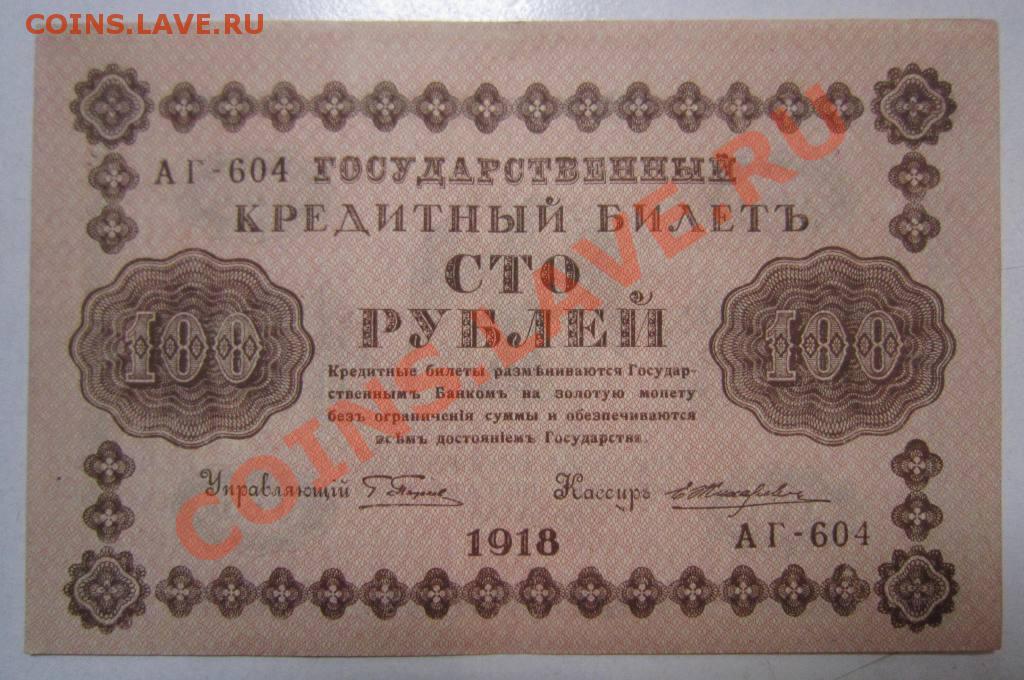 COINS.LAVE.RU
АГ-604 ГОСУДАРСТВЕННЫЙ
КРЕДИТНЫЙ БИЛЕТЪ
СТО
РУБЛЕЙ
100 100
Кредитные билеты размѣниваются Государ-
ственнымъ Банкомъ на золотую монету
безъ ограниченія суммы и обезпечиваются
всѣмъ достояніемъ Государства.
Управляющій Кассиръ
1918
АГ-604
COINS.LAVE.RU